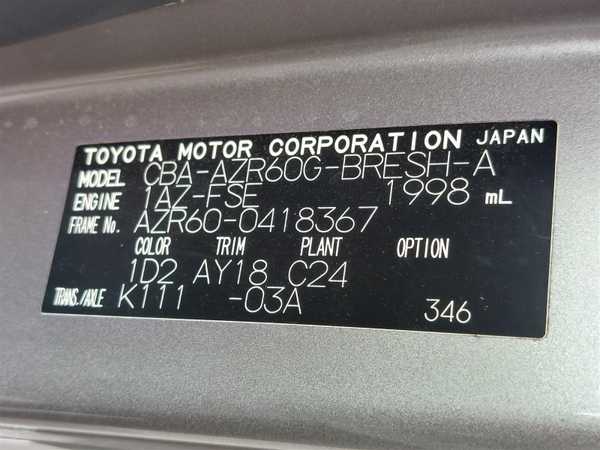 TOYOTA MOTOR CORPORATION JAPAN
MODEL CBA-AZR60G-BRESH-A
ENGINE 1AZ-FSE 1998 mL
FRAME No. AZR60-0418367
COLOR TRIM PLANT OPTION
1D2 AY18 C24
TRANS./AXLE K111 -03A 346